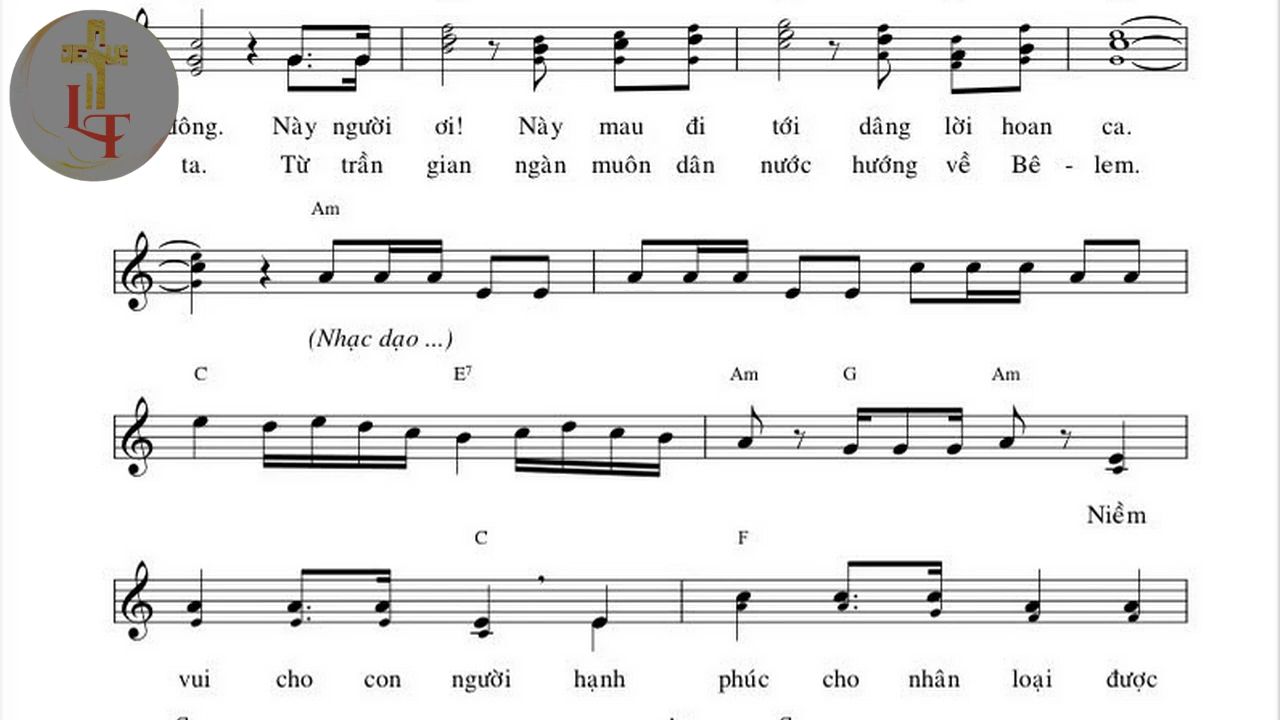 JESUS
LT
đông. Này người ơi! Này mau đi tới dâng lời hoan ca.
ta. Từ trần gian ngàn muôn dân nước hướng về Bê - lem.
Am
(Nhạc dạo ...)
C E7 Am G Am
Niềm
C F
vui cho con người hạnh phúc cho nhân loại được